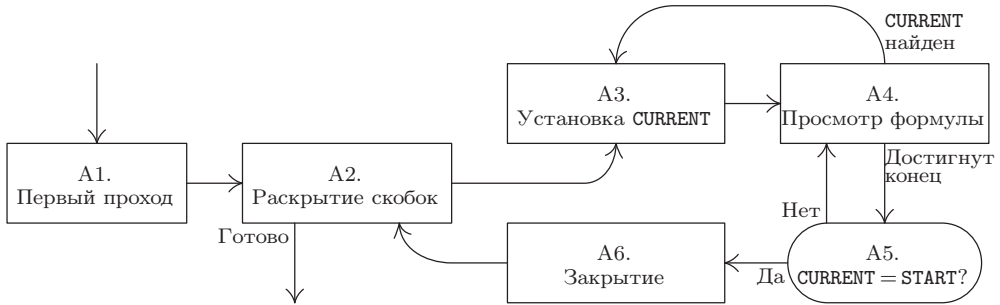 A1.
Первый проход
A2.
Раскрытие скобок
Готово
A3.
Установка CURRENT
CURRENT
найден
A4.
Просмотр формулы
Достигнут
конец
Нет
A5.
CURRENT = START?
Да
A6.
Закрытие